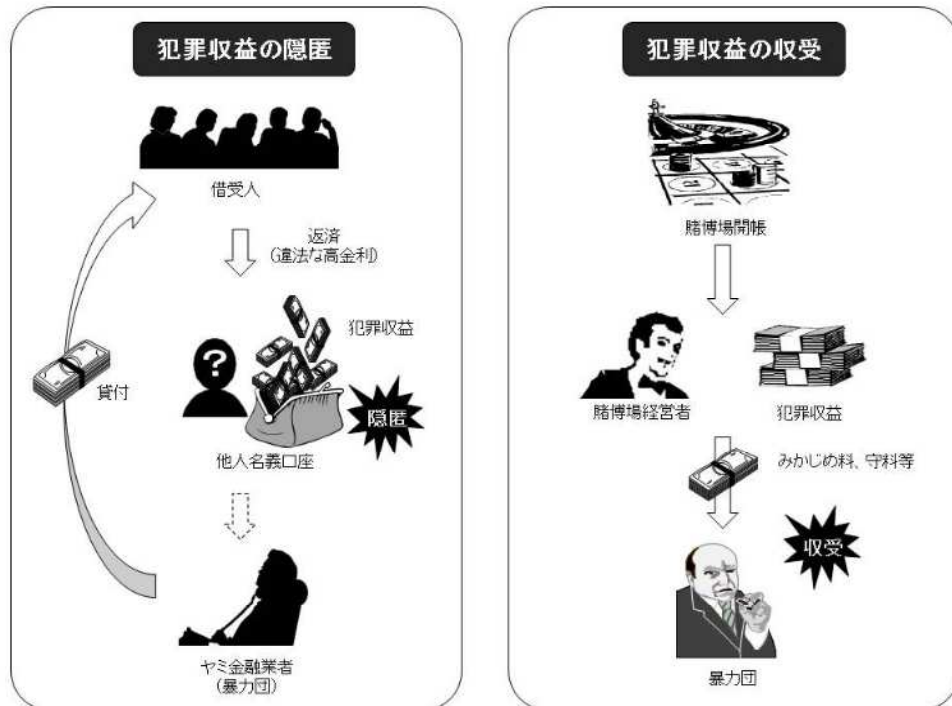 犯罪収益の隠匿
借受人
返済
(違法な高金利)
犯罪収益
?
隠匿
貸付
他人名義口座
ヤミ金融業者
(暴力団)
犯罪収益の収受
賭博場開帳
賭博場経営者
犯罪収益
みかじめ料、守料等
収受
暴力団